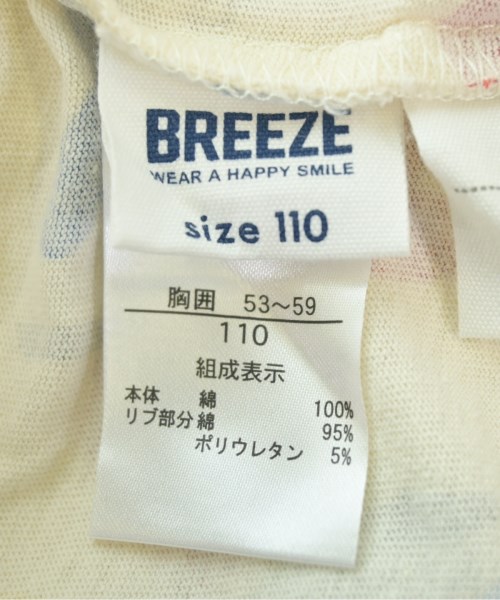 BREEZE
WEAR A HAPPY SMILE
size 110
胸囲 53～59
110
組成表示
本体 綿 100%
リブ部分 綿 95%
ポリウレタン 5%